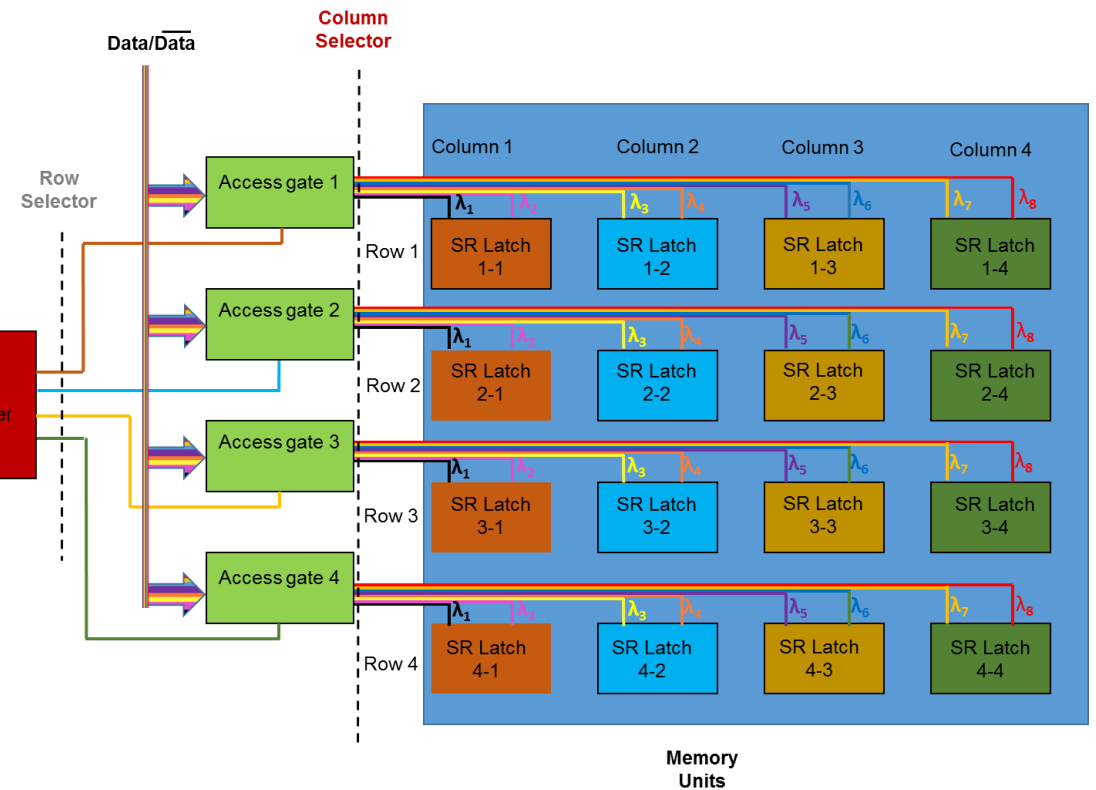 Column
Selector
Data/D̅a̅t̅a̅
Row
Selector
Column 1
Column 2
Column 3
Column 4
Access gate 1
λ1
λ2
λ3
λ4
λ5
λ6
λ7
λ8
Row 1
SR Latch
1-1
SR Latch
1-2
SR Latch
1-3
SR Latch
1-4
Access gate 2
λ1
λ2
λ3
λ4
λ5
λ6
λ7
λ8
Row 2
SR Latch
2-1
SR Latch
2-2
SR Latch
2-3
SR Latch
2-4
er
Access gate 3
λ1
λ2
λ3
λ4
λ5
λ6
λ7
λ8
Row 3
SR Latch
3-1
SR Latch
3-2
SR Latch
3-3
SR Latch
3-4
Access gate 4
λ1
λ2
λ3
λ4
λ5
λ6
λ7
λ8
Row 4
SR Latch
4-1
SR Latch
4-2
SR Latch
4-3
SR Latch
4-4
Memory
Units